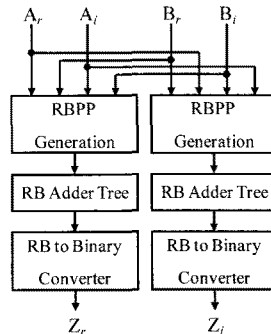 A_r A_i B_r B_i
RBPP RBPP
Generation Generation
RB Adder Tree RB Adder Tree
RB to Binary RB to Binary
Converter Converter
Z_r Z_i